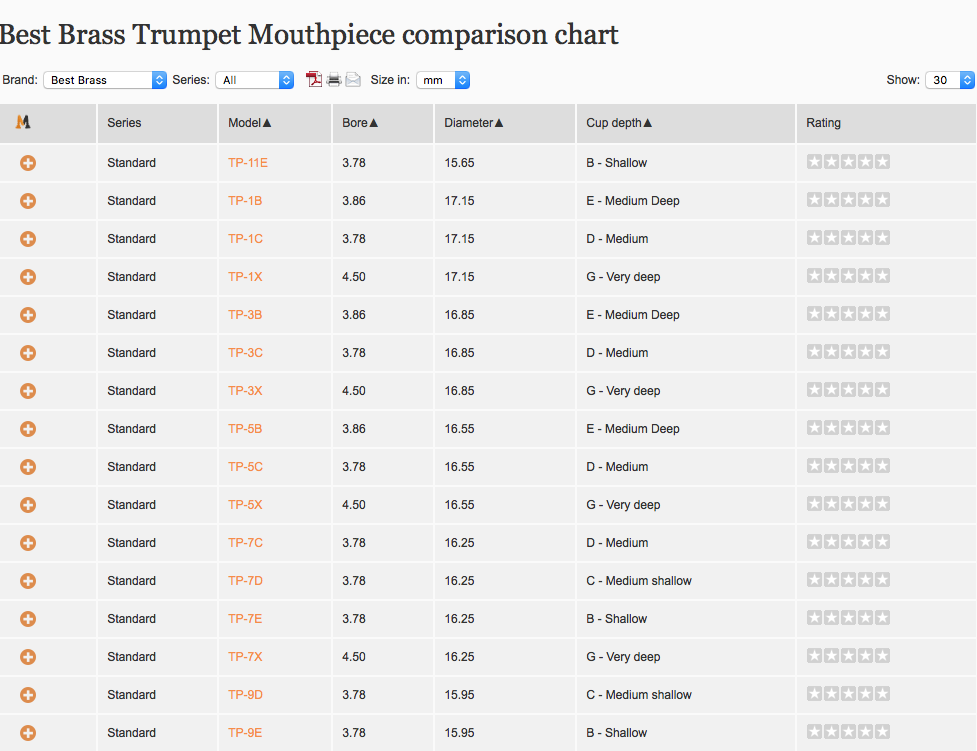 Best Brass Trumpet Mouthpiece comparison chart
Brand: Best Brass Series: All Size in: mm Show: 30
M Series Model▲ Bore▲ Diameter▲ Cup depth▲ Rating
Standard TP-11E 3.78 15.65 B - Shallow
Standard TP-1B 3.86 17.15 E - Medium Deep
Standard TP-1C 3.78 17.15 D - Medium
Standard TP-1X 4.50 17.15 G - Very deep
Standard TP-3B 3.86 16.85 E - Medium Deep
Standard TP-3C 3.78 16.85 D - Medium
Standard TP-3X 4.50 16.85 G - Very deep
Standard TP-5B 3.86 16.55 E - Medium Deep
Standard TP-5C 3.78 16.55 D - Medium
Standard TP-5X 4.50 16.55 G - Very deep
Standard TP-7C 3.78 16.25 D - Medium
Standard TP-7D 3.78 16.25 C - Medium shallow
Standard TP-7E 3.78 16.25 B - Shallow
Standard TP-7X 4.50 16.25 G - Very deep
Standard TP-9D 3.78 15.95 C - Medium shallow
Standard TP-9E 3.78 15.95 B - Shallow